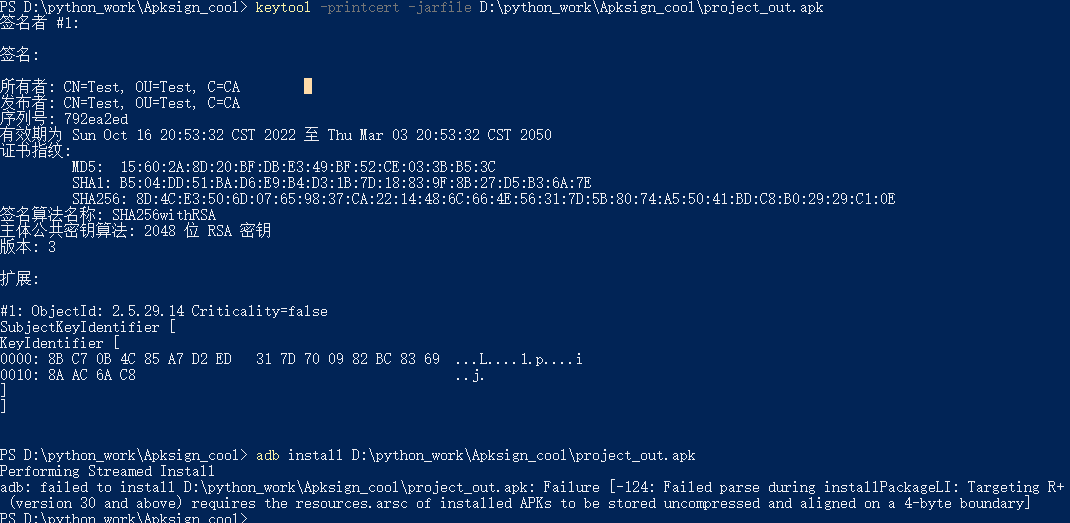 PS D:\python_work\Apksign_cool> keytool -printcert -jarfile D:\python_work\Apksign_cool\project_out.apk
签名者 #1:
签名:
所有者: CN=Test, OU=Test, C=CA
发布者: CN=Test, OU=Test, C=CA
序列号: 792ea2ed
有效期为 Sun Oct 16 20:53:32 CST 2022 至 Thu Mar 03 20:53:32 CST 2050
证书指纹:
MD5: 15:60:2A:8D:20:BF:DB:E3:49:BF:52:CE:03:3B:B5:3C
SHA1: B5:04:DD:51:BA:D6:E9:B4:D3:1B:7D:18:83:9F:8B:27:D5:B3:6A:7E
SHA256: 8D:4C:E3:50:6D:07:65:98:37:CA:22:14:48:6C:66:4E:56:31:7D:5B:80:74:A5:50:41:BD:C8:B0:29:29:C1:0E
签名算法名称: SHA256withRSA
主体公共密钥算法: 2048 位 RSA 密钥
版本: 3
扩展:
#1: ObjectId: 2.5.29.14 Criticality=false
SubjectKeyIdentifier [
KeyIdentifier [
0000: 8B C7 0B 4C 85 A7 D2 ED 31 7D 70 09 82 BC 83 69 ...L....1.p....i
0010: 8A AC 6A C8 ..j.
]
]
PS D:\python_work\Apksign_cool> adb install D:\python_work\Apksign_cool\project_out.apk
Performing Streamed Install
adb: failed to install D:\python_work\Apksign_cool\project_out.apk: Failure [-124: Failed parse during installPackageLI: Targeting R+
(version 30 and above) requires the resources.arsc of installed APKs to be stored uncompressed and aligned on a 4-byte boundary]
PS D:\python_work\Apksign_cool>